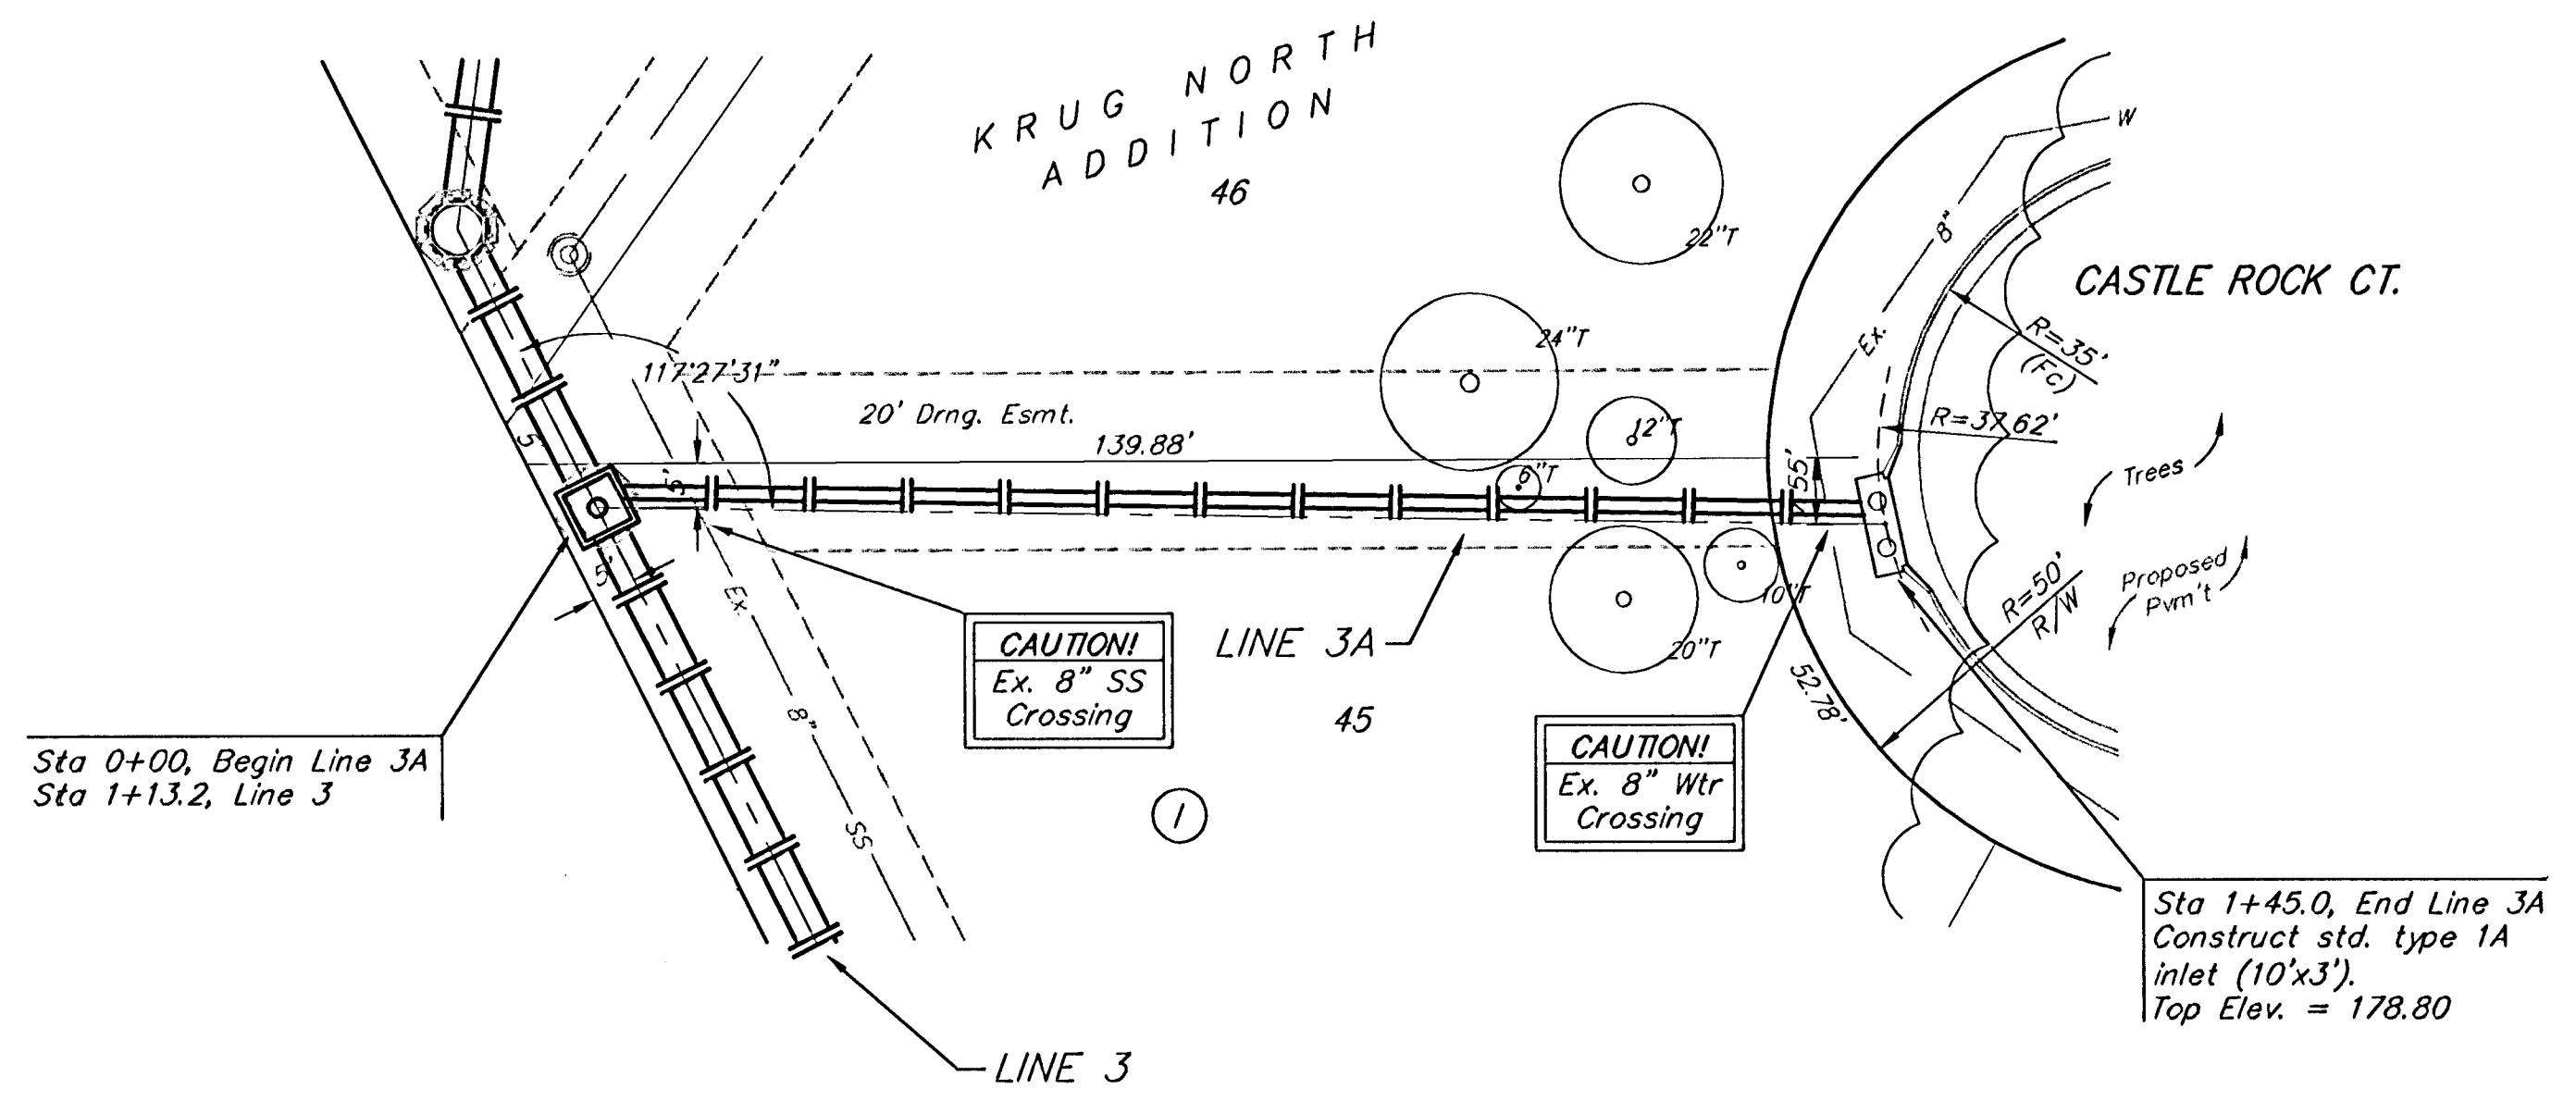 KRUG NORTH
ADDITION
46
W
8"
Ex.
CASTLE ROCK CT.
22"T
24"T
R=35'
(Fc)
117°27'31"
20' Drng. Esmt.
139.88'
12"T
R=37.62'
5'
5'
6"T
7.55'
Trees
5'
Ex.
10"T
Proposed
Pvm't
R=50'
R/W
CAUTION!
Ex. 8" SS
Crossing
LINE 3A
20"T
52.78'
8"
45
SS
CAUTION!
Ex. 8" Wtr
Crossing
Sta 0+00, Begin Line 3A
Sta 1+13.2, Line 3
1
Sta 1+45.0, End Line 3A
Construct std. type 1A
inlet (10'x3').
Top Elev. = 178.80
LINE 3